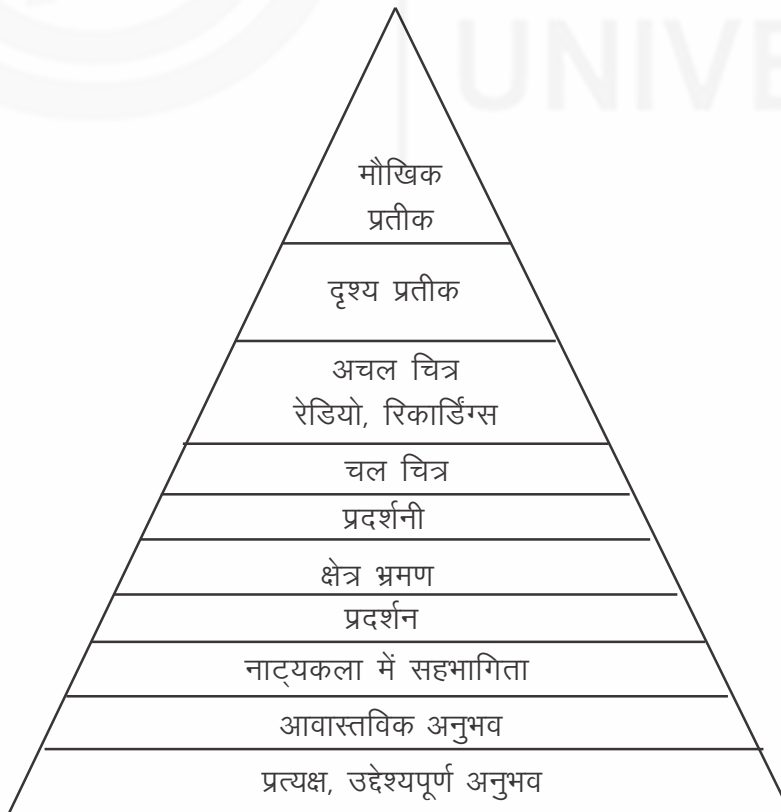 UNIVE
मौखिक
प्रतीक
दृश्य प्रतीक
अचल चित्र
रेडियो, रिकार्डिंग्स
चल चित्र
प्रदर्शनी
क्षेत्र भ्रमण
प्रदर्शन
नाट्यकला में सहभागिता
आवास्तविक अनुभव
प्रत्यक्ष, उद्देश्यपूर्ण अनुभव